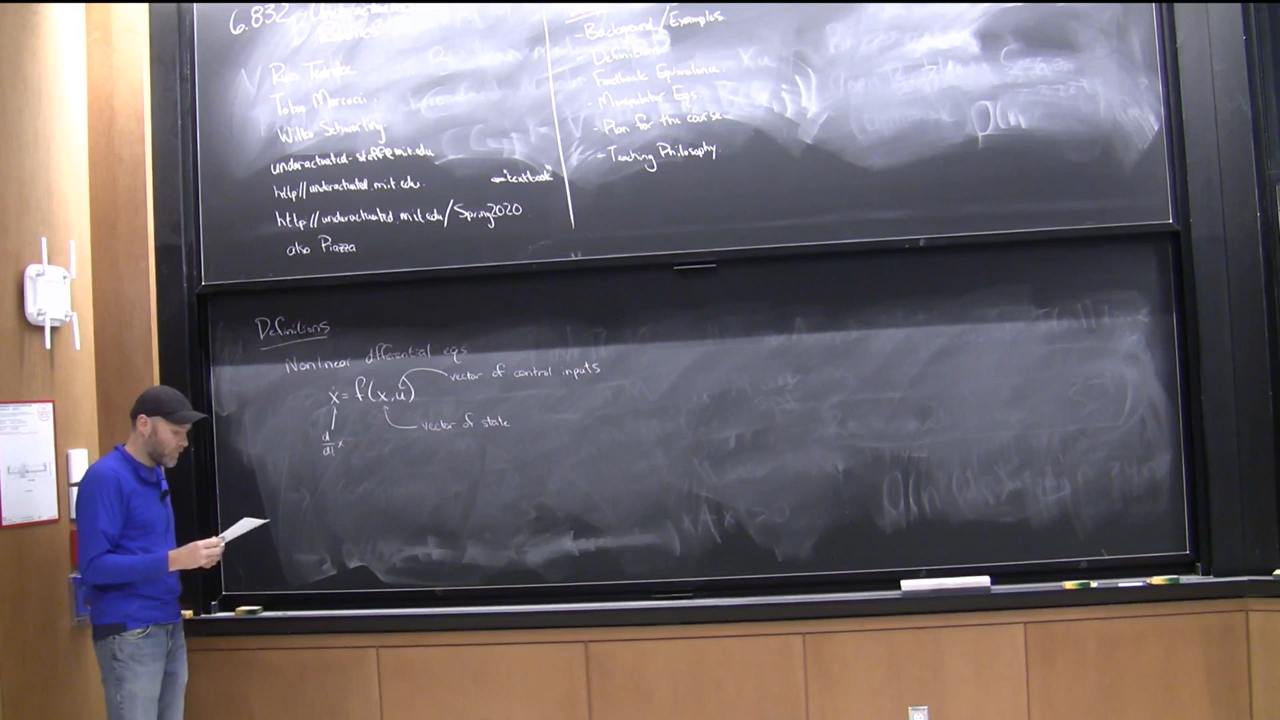 6.832 Underactuated
Robotics
Russ Tedrake
Tobia Marcucci
Wilko Schwarting
underactuated-staff@mit.edu
http://underactuated.mit.edu ← "textbook"
http://underactuated.mit.edu/Spring2020
also Piazza
- Background/Examples
- Definitions
- Feedback Equivalence
- Manipulator Eqs.
- Plan for the course
- Teaching Philosophy
Definitions
Nonlinear differential eqs
ẋ = f(x,u) vector of control inputs
vector of state
d/dt x